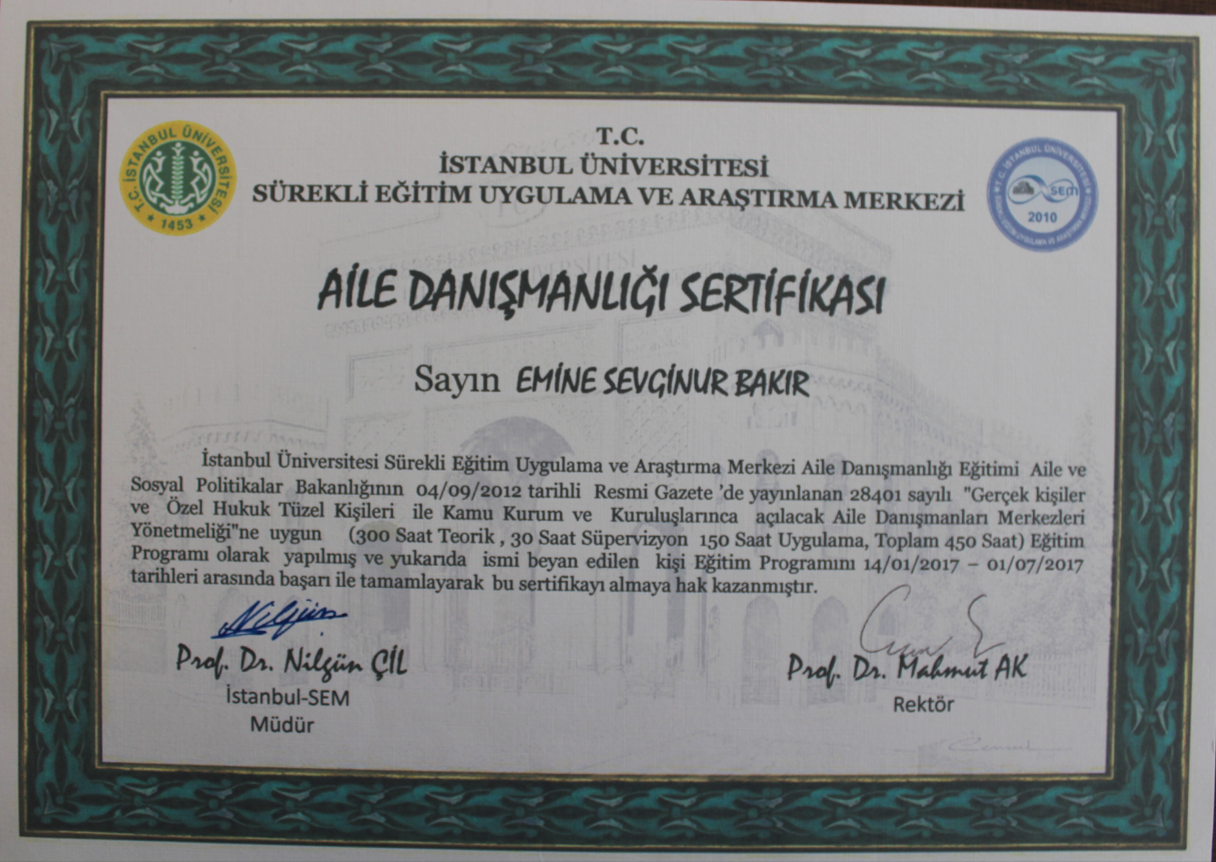 T.C.
İSTANBUL ÜNİVERSİTESİ
SÜREKLİ EĞİTİM UYGULAMA VE ARAŞTIRMA MERKEZİ
T.C. İSTANBUL ÜNİVERSİTESİ
1453
T.C. İSTANBUL ÜNİVERSİTESİ
sem
2010
AİLE DANIŞMANLIĞI SERTİFİKASI
Sayın EMİNE SEVGİNUR BAKIR
İstanbul Üniversitesi Sürekli Eğitim Uygulama ve Araştırma Merkezi Aile Danışmanlığı Eğitimi Aile ve
Sosyal Politikalar Bakanlığının 04/09/2012 tarihli Resmi Gazete 'de yayınlanan 28401 sayılı "Gerçek kişiler
ve Özel Hukuk Tüzel Kişileri ile Kamu Kurum ve Kuruluşlarınca açılacak Aile Danışmanları Merkezleri
Yönetmeliği"ne uygun (300 Saat Teorik , 30 Saat Süpervizyon 150 Saat Uygulama, Toplam 450 Saat) Eğitim
Programı olarak yapılmış ve yukarıda ismi beyan edilen kişi Eğitim Programını 14/01/2017 – 01/07/2017
tarihleri arasında başarı ile tamamlayarak bu sertifikayı almaya hak kazanmıştır.
Nilgün
Prof. Dr. Nilgün ÇİL
İstanbul-SEM
Müdür
Prof. Dr. Mahmut AK
Rektör